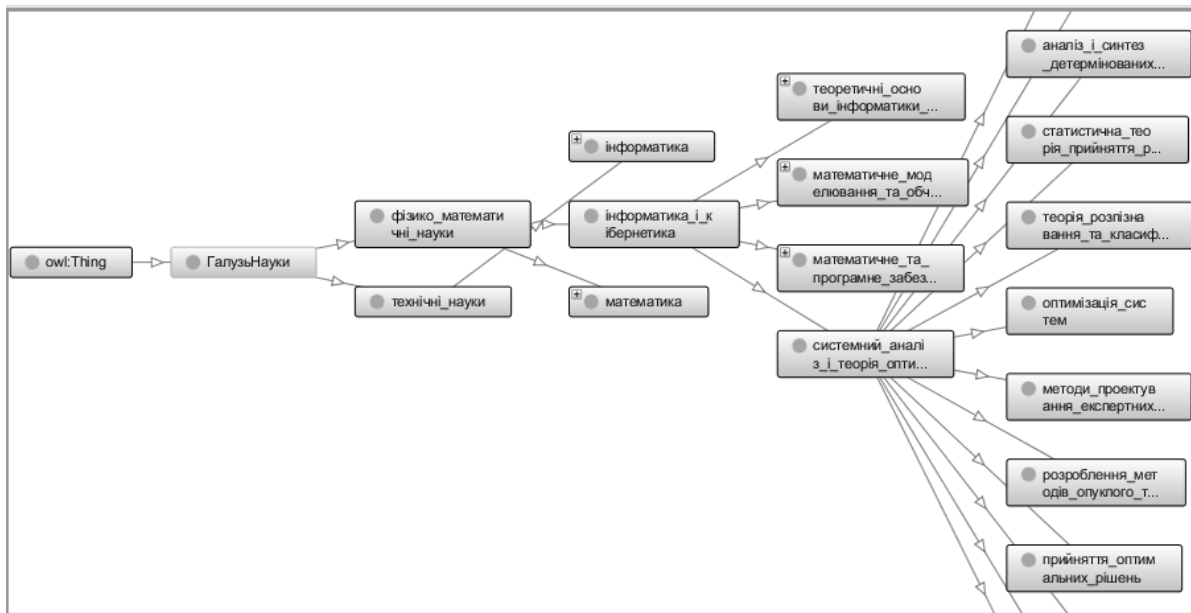 owl:Thing
ГалузьНауки
фізико_математи
чні_науки
технічні_науки
інформатика
інформатика_і_к
ібернетика
математика
теоретичні_осно
ви_інформатики_...
математичне_мод
елювання_та_обч...
математичне_та_
програмне_забез...
системний_аналі
з_і_теорія_опти...
аналіз_і_синтез
_детермінованих...
статистична_тео
рія_прийняття_р...
теорія_розпізна
вання_та_класиф...
оптимізація_сис
тем
методи_проектув
ання_експертних...
розроблення_мет
одів_опуклого_т...
прийняття_оптим
альних_рішень